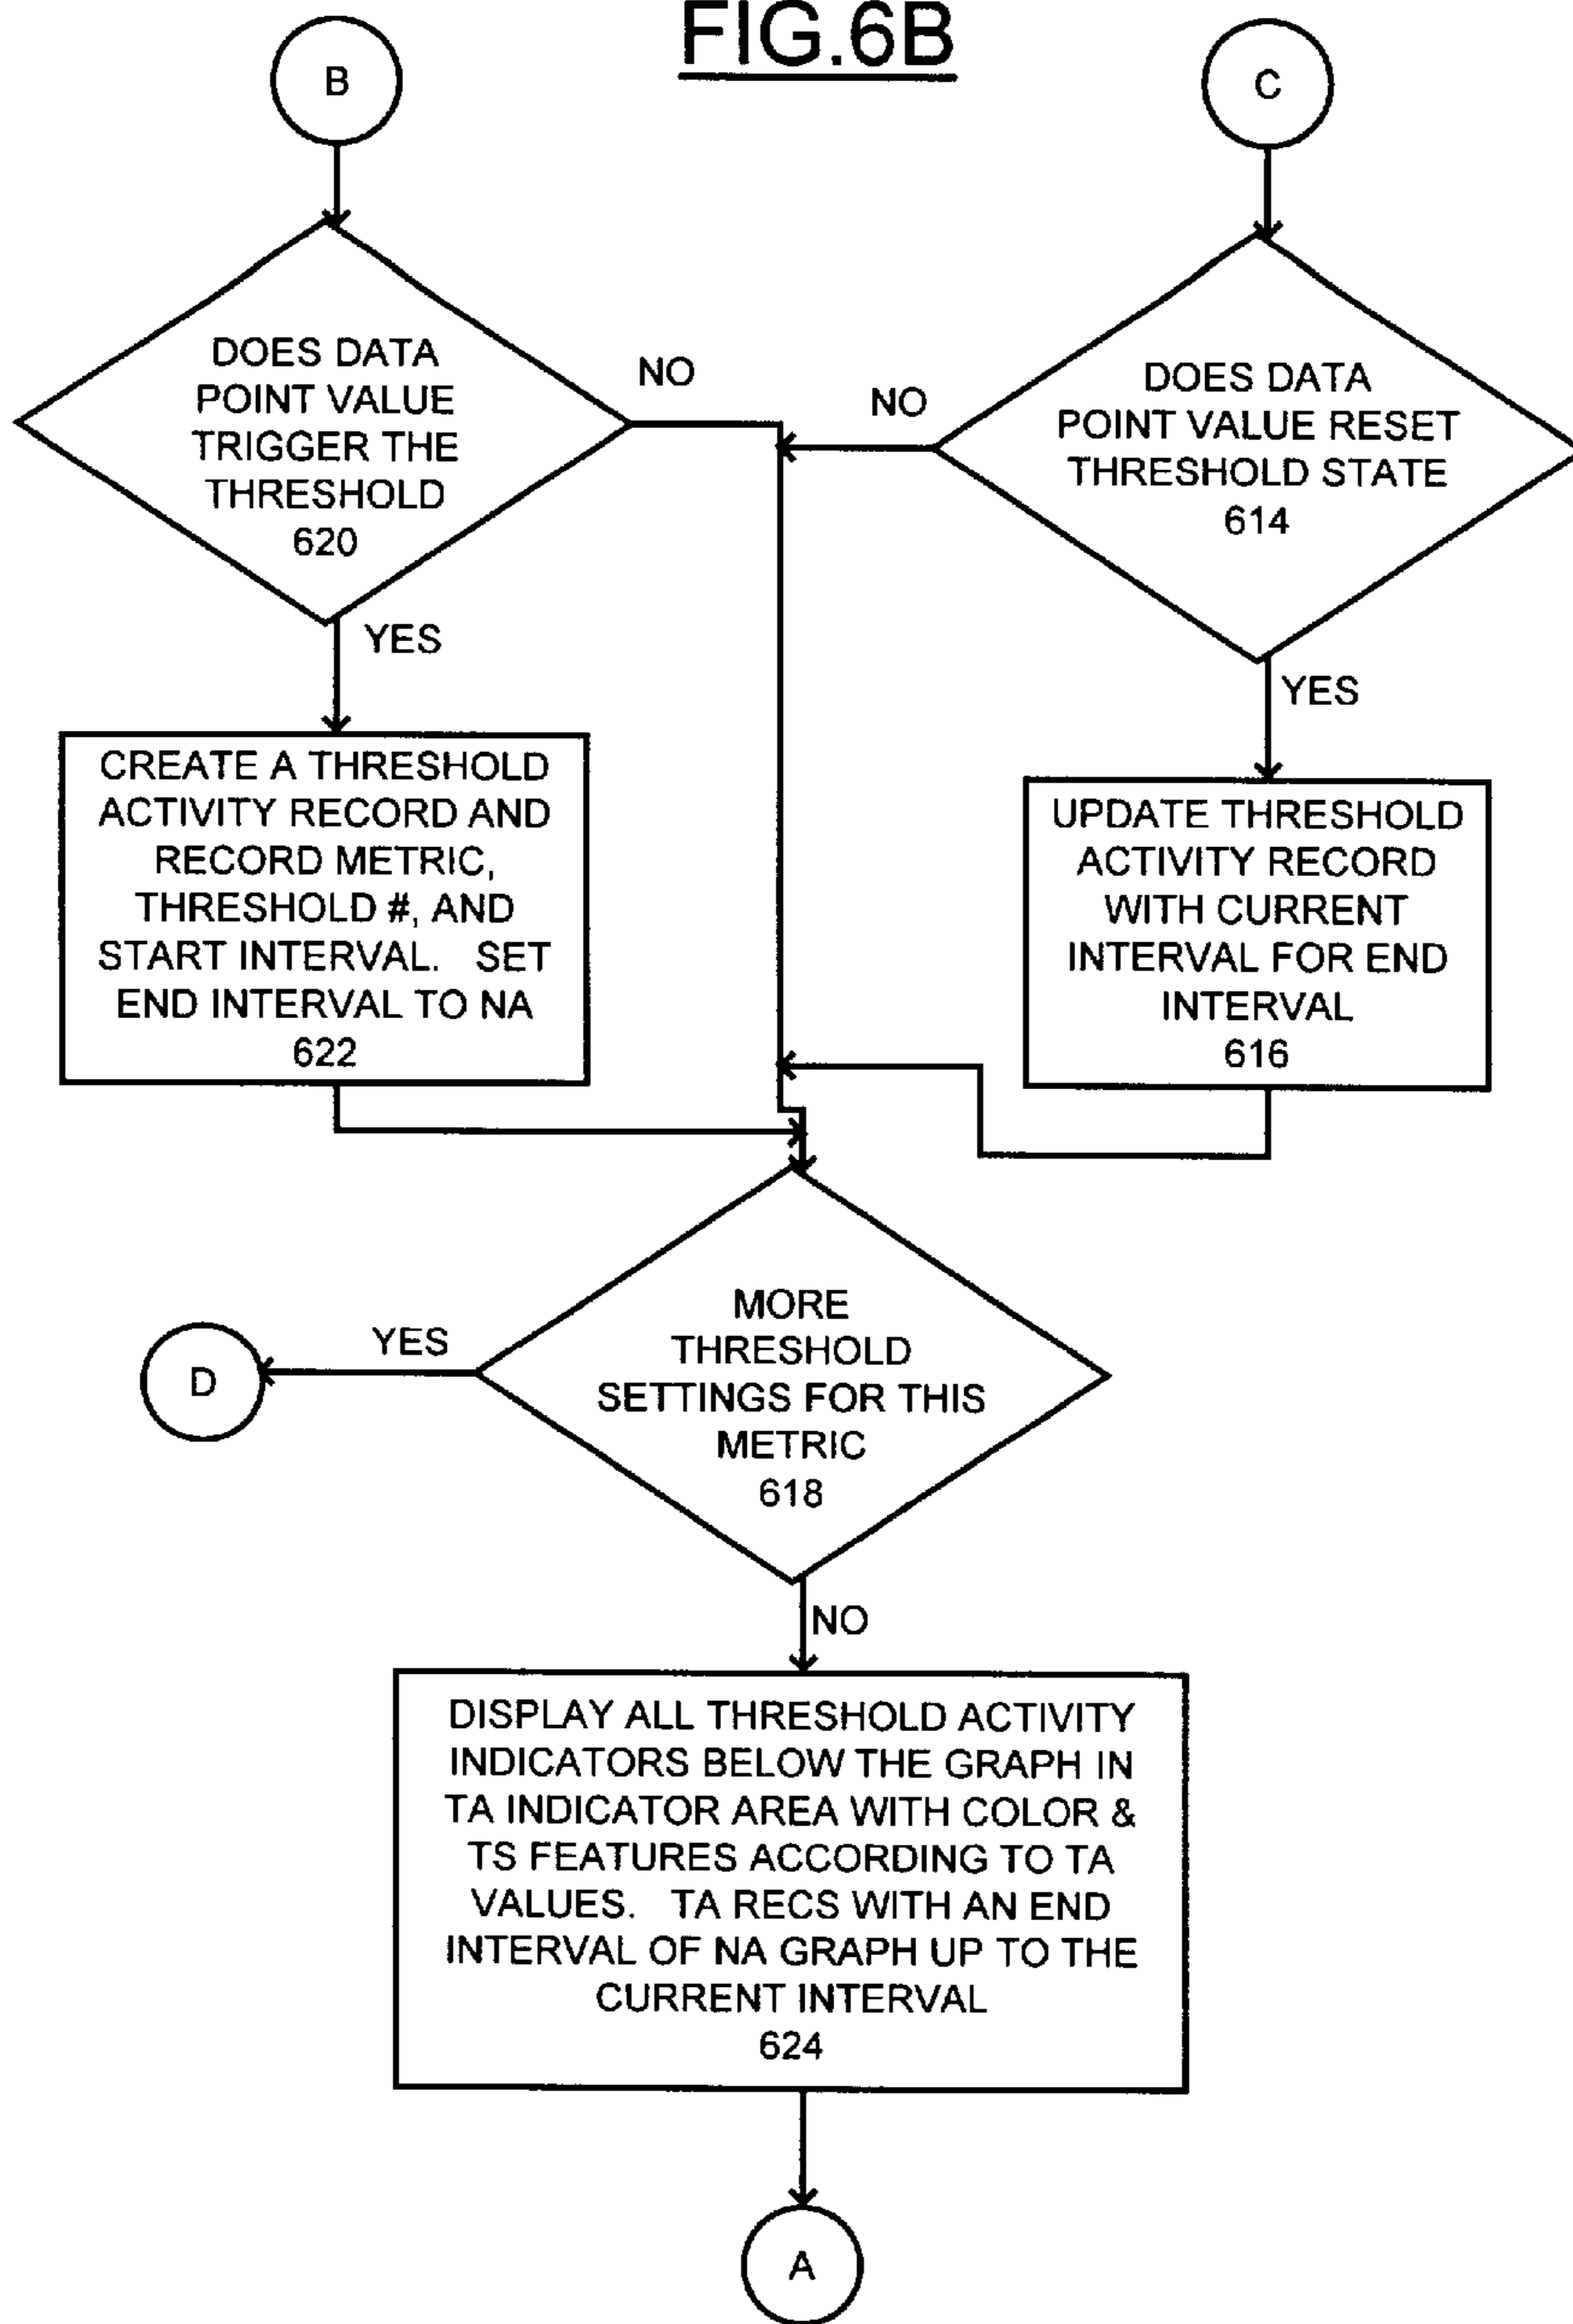 FIG.6B
B
C
DOES DATA
POINT VALUE
TRIGGER THE
THRESHOLD
620
NO
NO
DOES DATA
POINT VALUE RESET
THRESHOLD STATE
614
YES
YES
CREATE A THRESHOLD
ACTIVITY RECORD AND
RECORD METRIC,
THRESHOLD #, AND
START INTERVAL. SET
END INTERVAL TO NA
622
UPDATE THRESHOLD
ACTIVITY RECORD
WITH CURRENT
INTERVAL FOR END
INTERVAL
616
MORE
THRESHOLD
SETTINGS FOR THIS
METRIC
618
YES
D
NO
DISPLAY ALL THRESHOLD ACTIVITY
INDICATORS BELOW THE GRAPH IN
TA INDICATOR AREA WITH COLOR &
TS FEATURES ACCORDING TO TA
VALUES. TA RECS WITH AN END
INTERVAL OF NA GRAPH UP TO THE
CURRENT INTERVAL
624
A